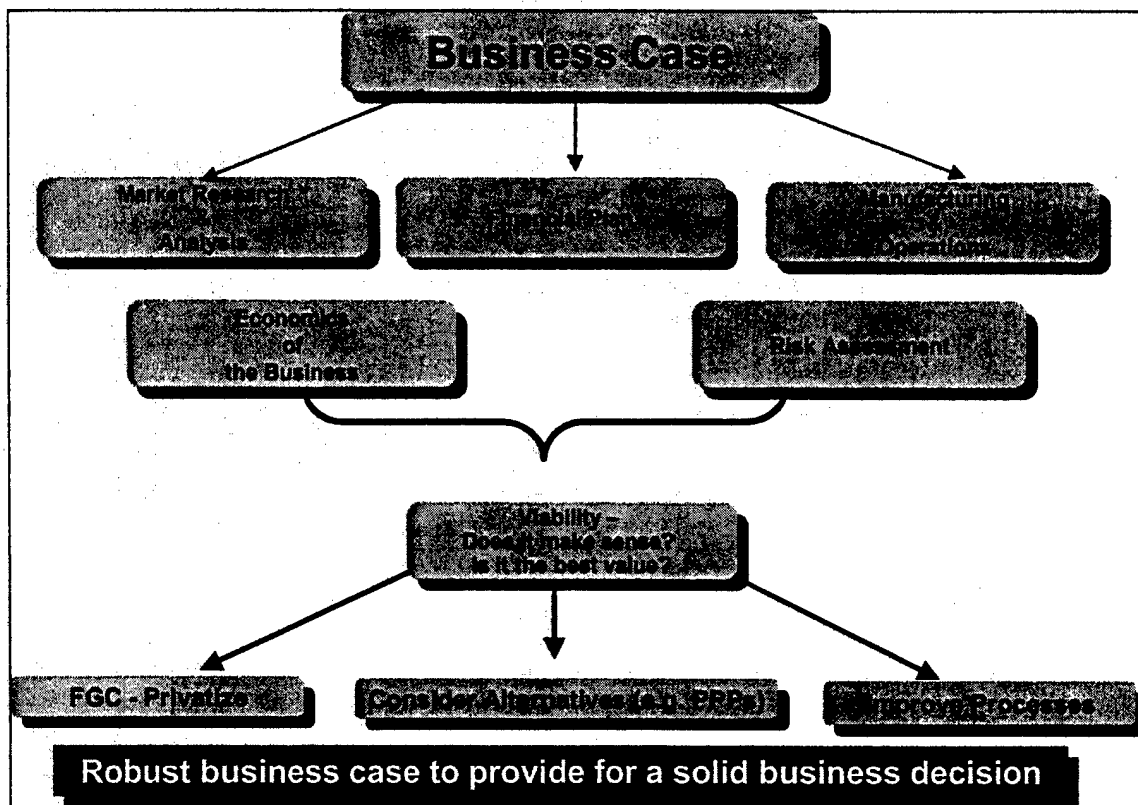 Business Case
Market Research
Analysis
Financial Plan
Manufacturing
Operations
Economics
of
the Business
Risk Assessment
Viability –
Does it make sense?
Is it the best value?
FGC - Privatize
Consider Alternatives (e.g. PPPs)
Improve Processes
Robust business case to provide for a solid business decision